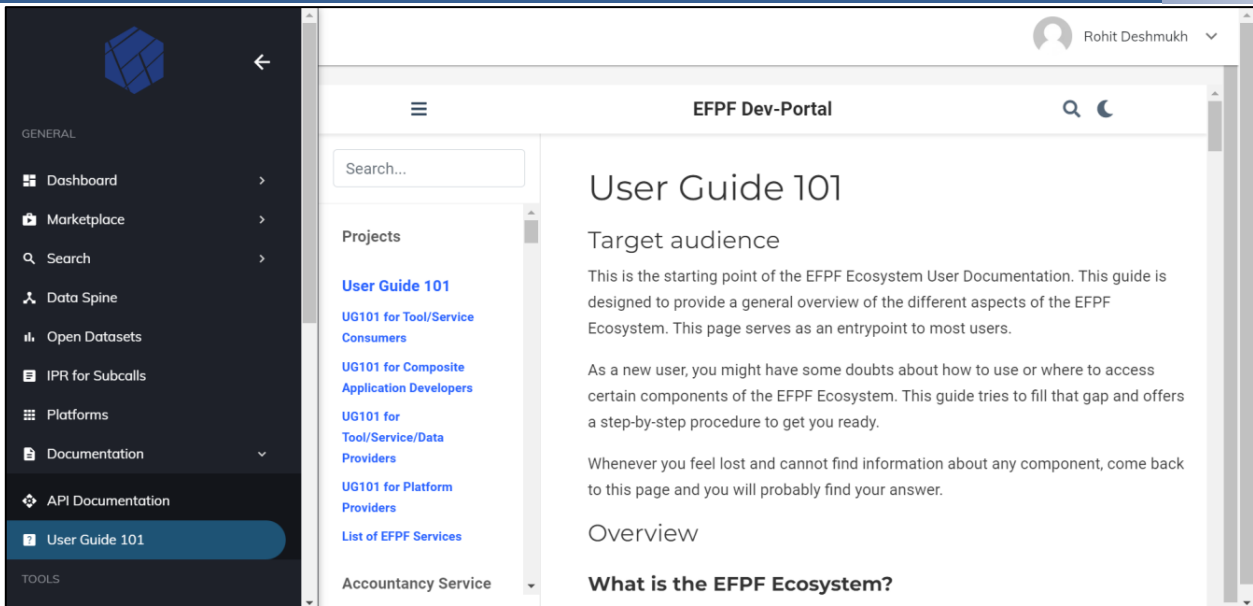 Rohit Deshmukh
GENERAL
Dashboard
Marketplace
Search
Data Spine
Open Datasets
IPR for Subcalls
Platforms
Documentation
API Documentation
User Guide 101
TOOLS
EFPF Dev-Portal
Search...
Projects
User Guide 101
UG101 for Tool/Service
Consumers
UG101 for Composite
Application Developers
UG101 for
Tool/Service/Data
Providers
UG101 for Platform
Providers
List of EFPF Services
Accountancy Service
User Guide 101
Target audience
This is the starting point of the EFPF Ecosystem User Documentation. This guide is
designed to provide a general overview of the different aspects of the EFPF
Ecosystem. This page serves as an entrypoint to most users.
As a new user, you might have some doubts about how to use or where to access
certain components of the EFPF Ecosystem. This guide tries to fill that gap and offers
a step-by-step procedure to get you ready.
Whenever you feel lost and cannot find information about any component, come back
to this page and you will probably find your answer.
Overview
What is the EFPF Ecosystem?